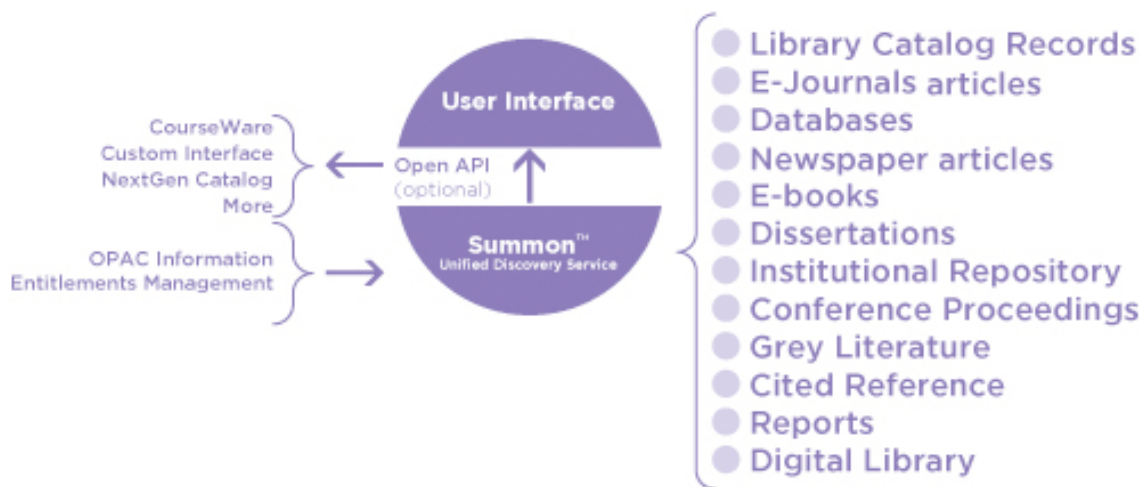 User Interface
CourseWare
Custom Interface
NextGen Catalog
More
Open API
(optional)
OPAC Information
Entitlements Management
Summon™
Unified Discovery Service
Library Catalog Records
E-Journals articles
Databases
Newspaper articles
E-books
Dissertations
Institutional Repository
Conference Proceedings
Grey Literature
Cited Reference
Reports
Digital Library